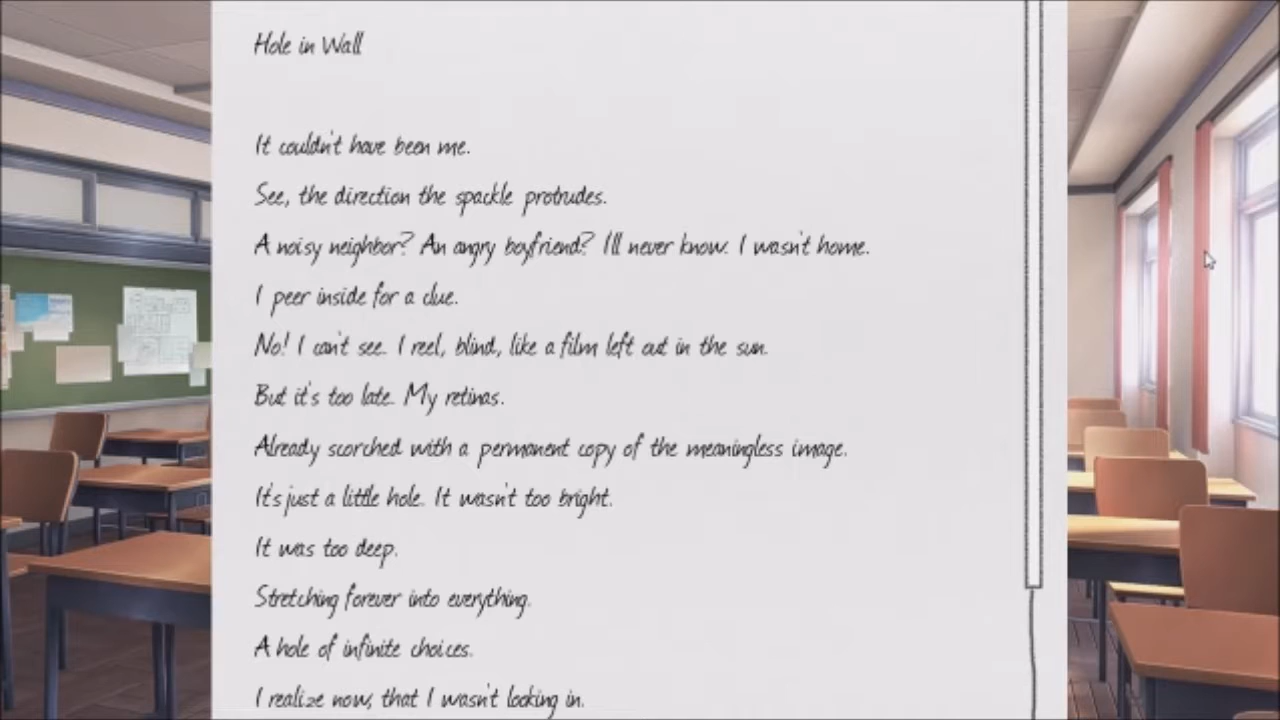 Hole in Wall
It couldn't have been me.
See, the direction the spackle protrudes.
A noisy neighbor? An angry boyfriend? I'll never know. I wasn't home.
I peer inside for a clue.
No! I can't see. I reel, blind, like a film left out in the sun.
But it's too late. My retinas.
Already scorched with a permanent copy of the meaningless image.
It's just a little hole. It wasn't too bright.
It was too deep.
Stretching forever into everything.
A hole of infinite choices.
I realize now, that I wasn't looking in.